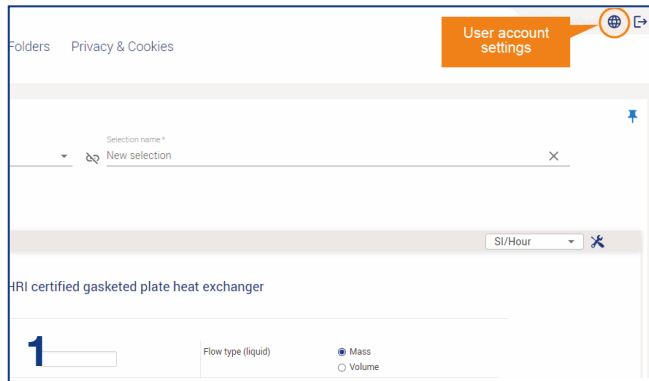 User account
settings
Folders Privacy & Cookies
Selection name *
New selection
SI/Hour
HRI certified gasketed plate heat exchanger
1
Flow type (liquid)
Mass
Volume